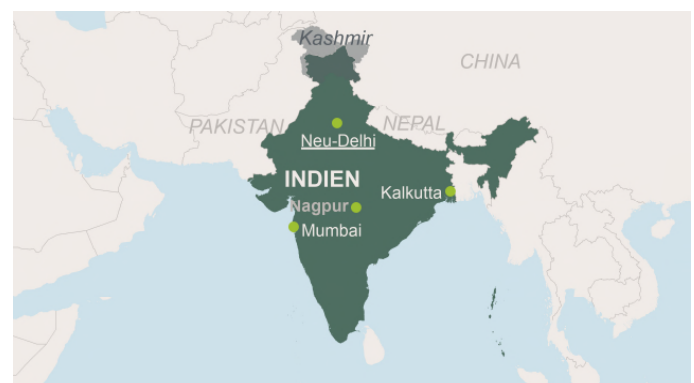 Kashmir
CHINA
PAKISTAN
NEPAL
Neu-Delhi
INDIEN
Kalkutta
Nagpur
Mumbai